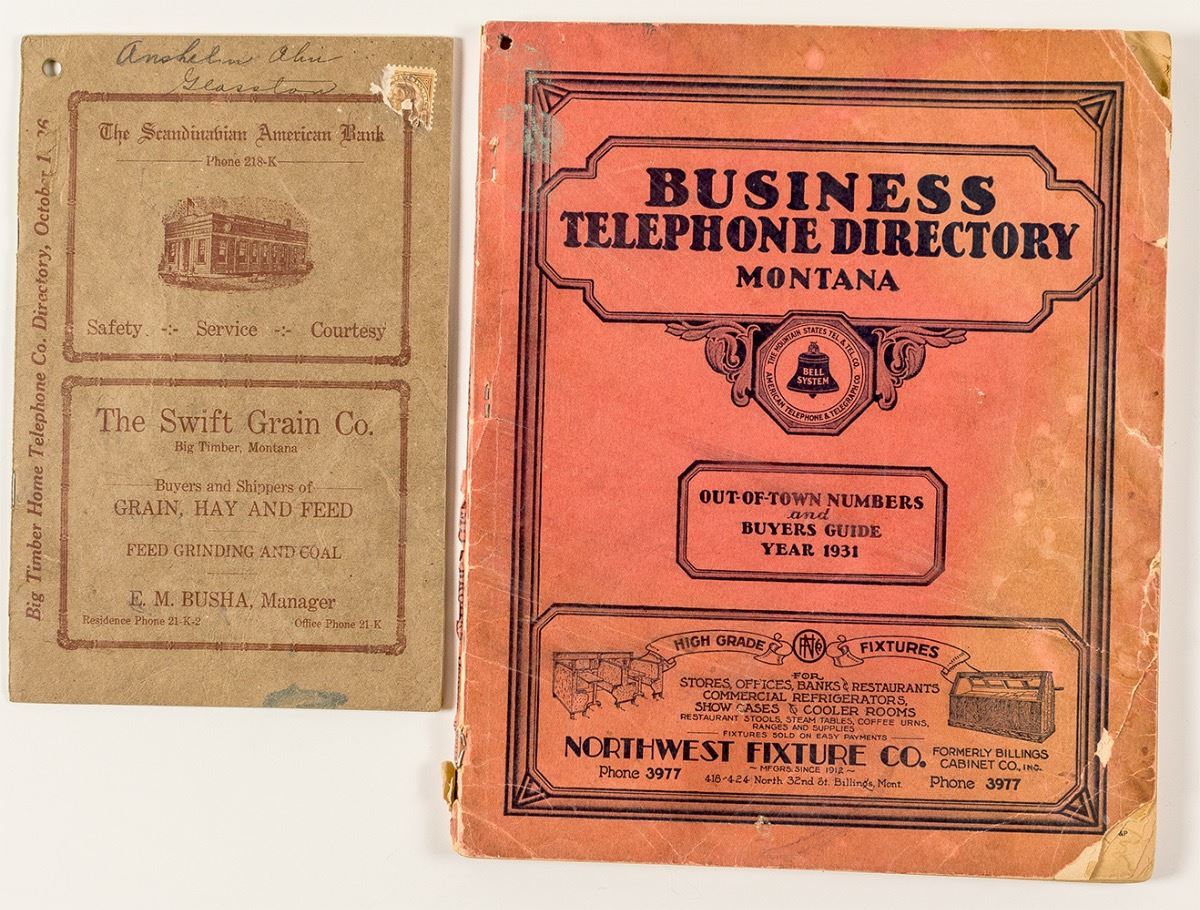 The Scandinavian American Bank
Phone 218-K
Safety -:- Service -:- Courtesy
The Swift Grain Co.
Big Timber, Montana
Buyers and Shippers of
GRAIN, HAY AND FEED
FEED GRINDING AND COAL
E. M. BUSHA, Manager
Residence Phone 21-K-2 Office Phone 21-K
Big Timber Home Telephone Co. Directory, October
BUSINESS
TELEPHONE DIRECTORY
MONTANA
THE MOUNTAIN STATES TEL & TEL. CO.
BELL
SYSTEM
AMERICAN TELEPHONE & TELEGRAPH CO.
OUT-OF-TOWN NUMBERS
and
BUYERS GUIDE
YEAR 1931
HIGH GRADE FIXTURES
FOR
STORES, OFFICES, BANKS & RESTAURANTS
COMMERCIAL REFRIGERATORS,
SHOW CASES & COOLER ROOMS
RESTAURANT STOOLS, STEAM TABLES, COFFEE URNS,
RANGES AND SUPPLIES
FIXTURES SOLD ON EASY PAYMENTS
NORTHWEST FIXTURE CO. FORMERLY BILLINGS
CABINET CO., INC.
~ MFGRS. SINCE 1912 ~
Phone 3977 418-424 North 32nd St. Billings, Mont. Phone 3977